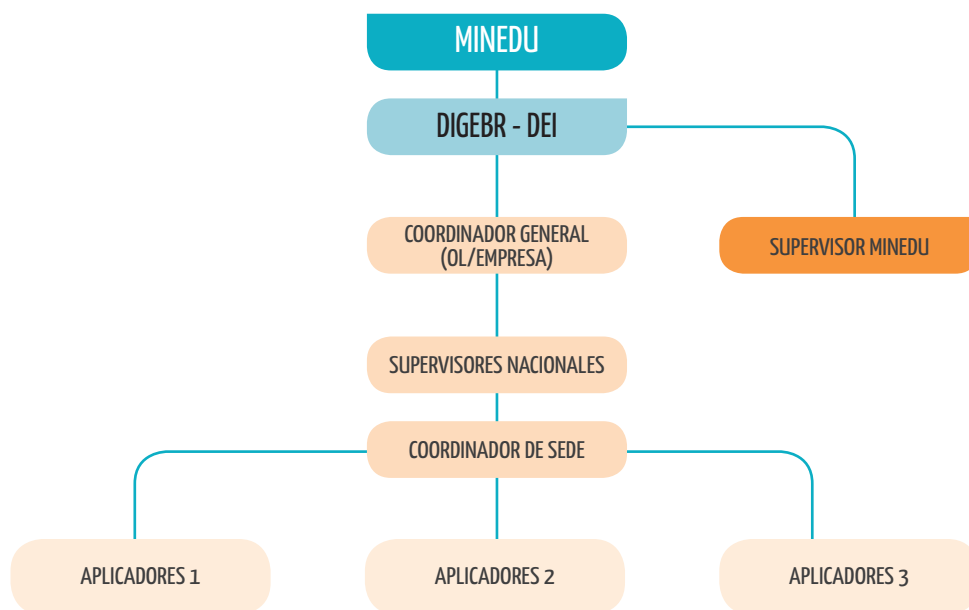 MINEDU
DIGEBR - DEI
COORDINADOR GENERAL
(OL/EMPRESA)
SUPERVISOR MINEDU
SUPERVISORES NACIONALES
COORDINADOR DE SEDE
APLICADORES 1
APLICADORES 2
APLICADORES 3